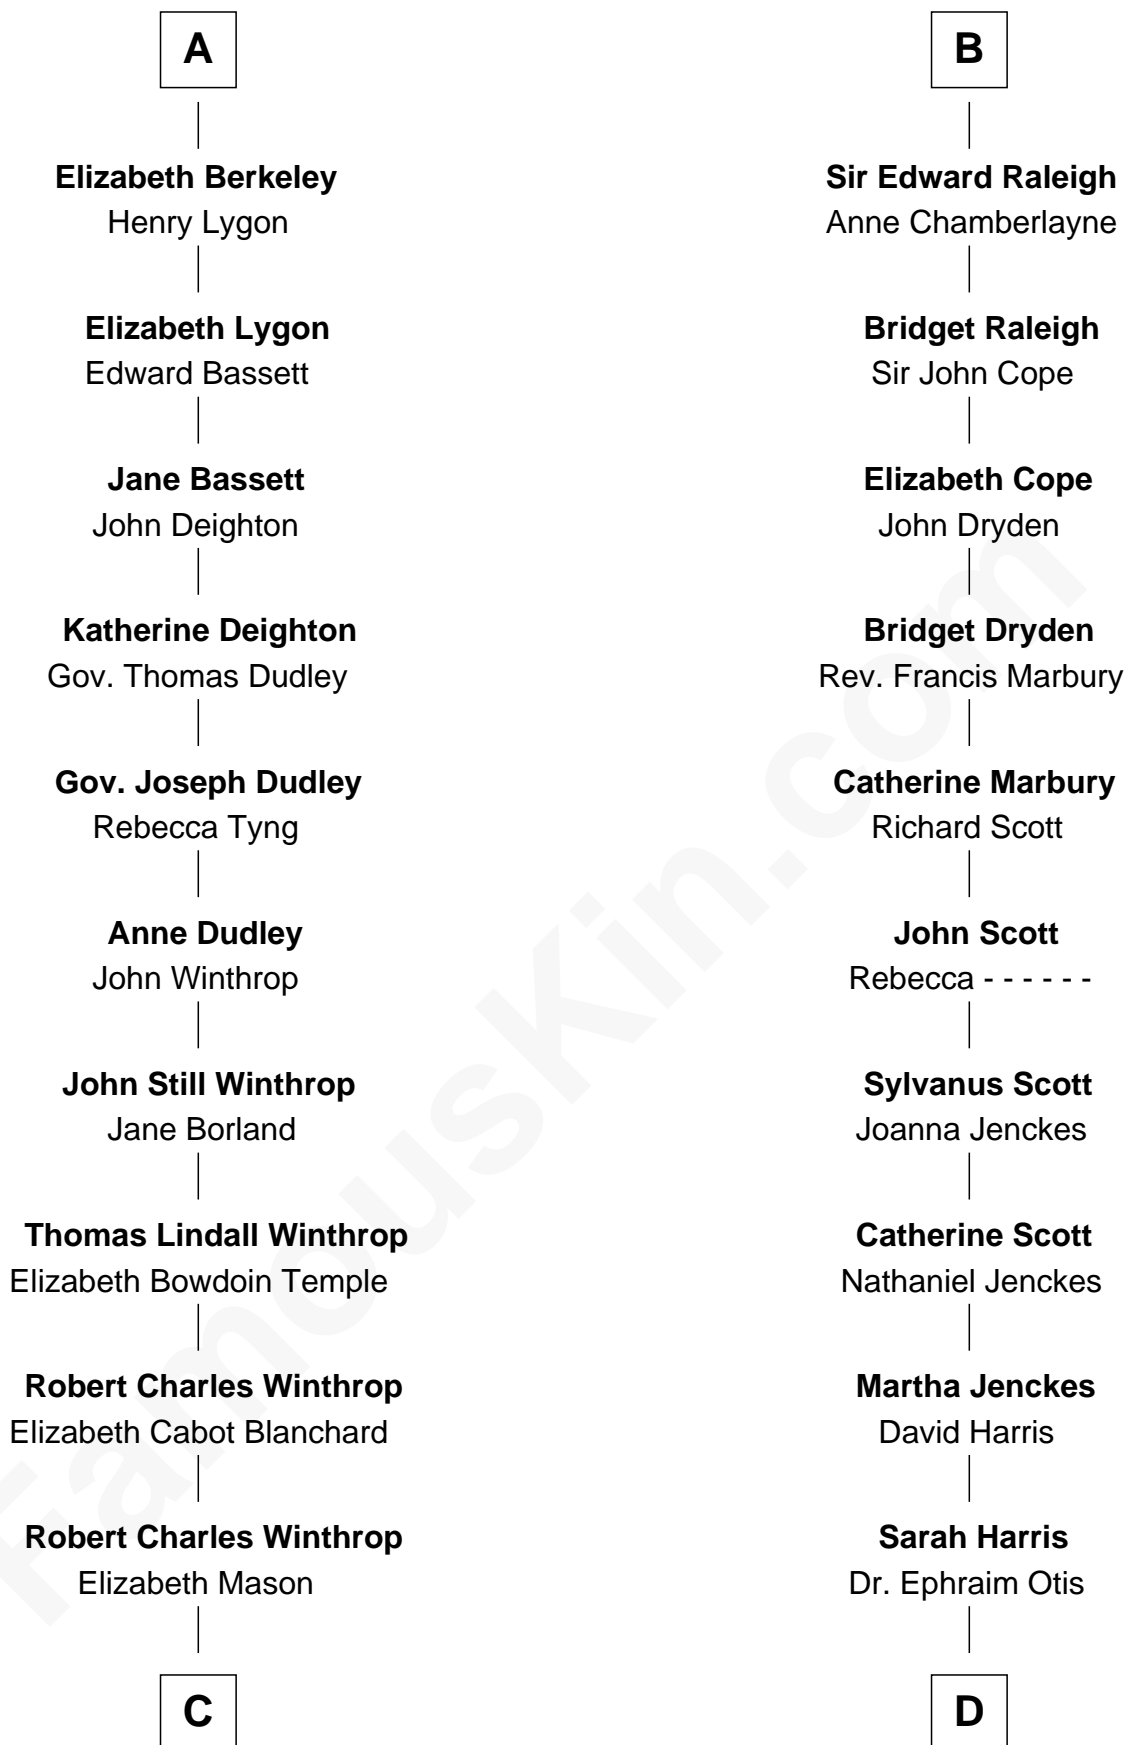 A
Elizabeth Berkeley
Henry Lygon
Elizabeth Lygon
Edward Bassett
Jane Bassett
John Deighton
Katherine Deighton
Gov. Thomas Dudley
Gov. Joseph Dudley
Rebecca Tyng
Anne Dudley
John Winthrop
John Still Winthrop
Jane Borland
Thomas Lindall Winthrop
Elizabeth Bowdoin Temple
Robert Charles Winthrop
Elizabeth Cabot Blanchard
Robert Charles Winthrop
Elizabeth Mason
C
B
Sir Edward Raleigh
Anne Chamberlayne
Bridget Raleigh
Sir John Cope
Elizabeth Cope
John Dryden
Bridget Dryden
Rev. Francis Marbury
Catherine Marbury
Richard Scott
John Scott
Rebecca - - - - - -
Sylvanus Scott
Joanna Jenckes
Catherine Scott
Nathaniel Jenckes
Martha Jenckes
David Harris
Sarah Harris
Dr. Ephraim Otis
D
FamousKin.com